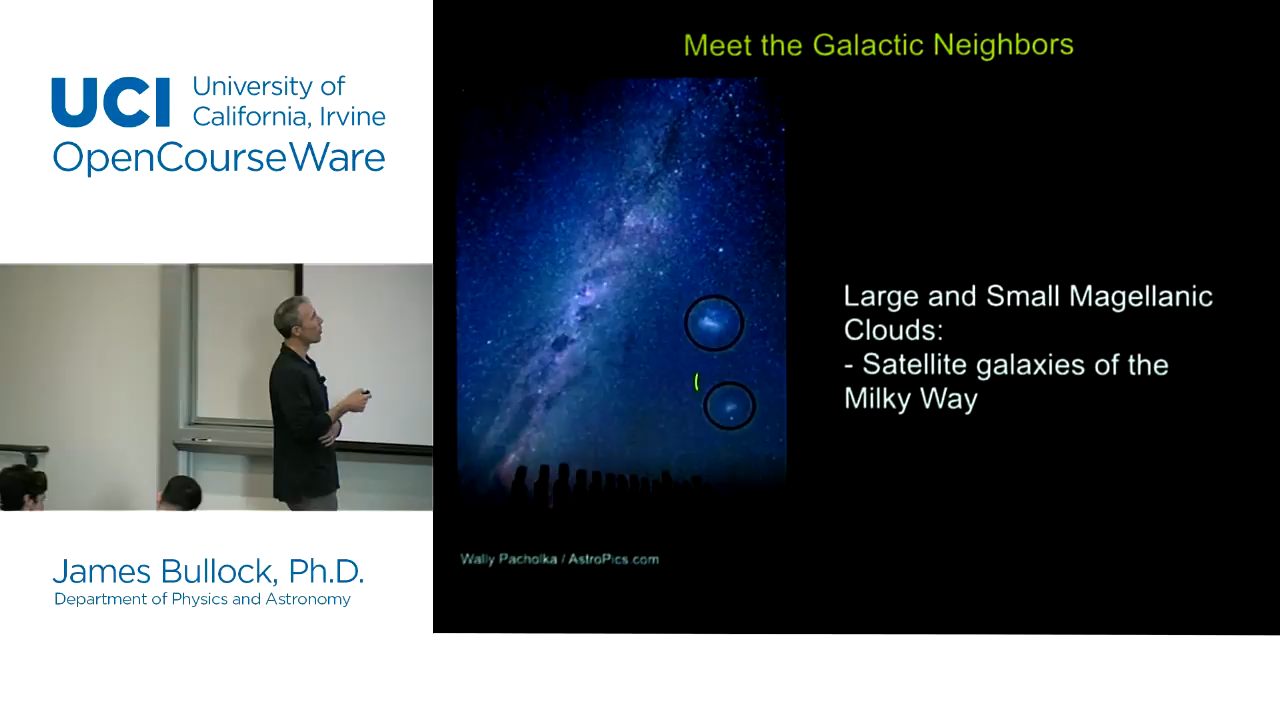 UCI University of
California, Irvine
OpenCourseWare
James Bullock, Ph.D.
Department of Physics and Astronomy
Meet the Galactic Neighbors
Large and Small Magellanic
Clouds:
- Satellite galaxies of the
Milky Way
Wally Pacholka / AstroPics.com